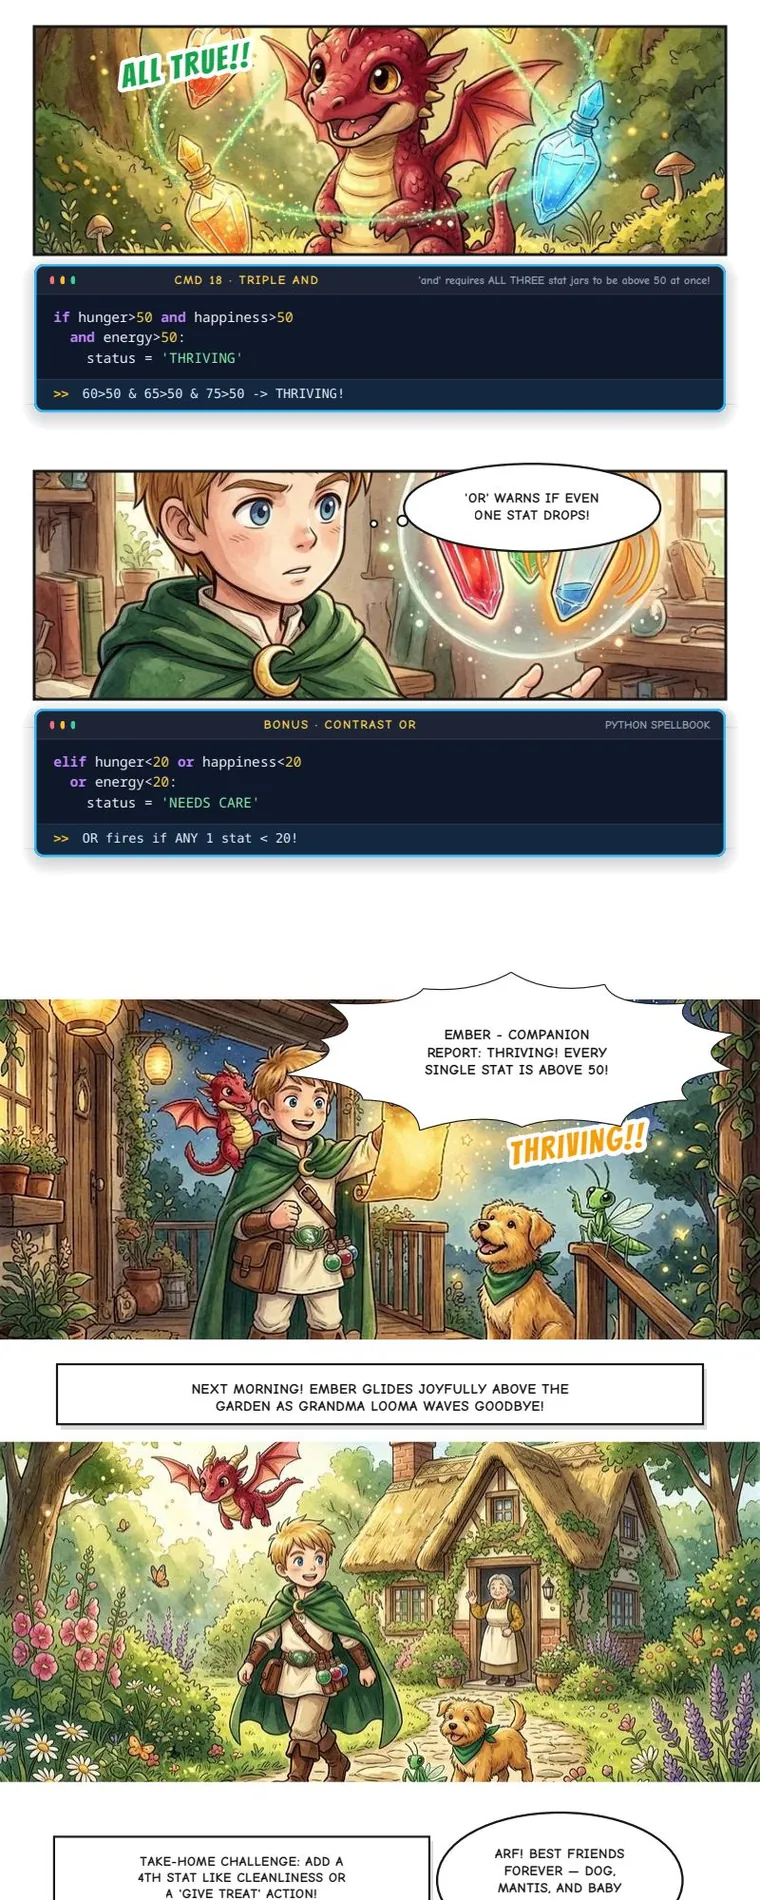 ALL TRUE!!
CMD 18 · TRIPLE AND
'and' requires ALL THREE stat jars to be above 50 at once!
if hunger>50 and happiness>50
and energy>50:
status = 'THRIVING'
>> 60>50 & 65>50 & 75>50 -> THRIVING!
'OR' WARNS IF EVEN
ONE STAT DROPS!
BONUS · CONTRAST OR
PYTHON SPELLBOOK
elif hunger<20 or happiness<20
or energy<20:
status = 'NEEDS CARE'
>> OR fires if ANY 1 stat < 20!
EMBER - COMPANION
REPORT: THRIVING! EVERY
SINGLE STAT IS ABOVE 50!
THRIVING!!
NEXT MORNING! EMBER GLIDES JOYFULLY ABOVE THE
GARDEN AS GRANDMA LOOMA WAVES GOODBYE!
TAKE-HOME CHALLENGE: ADD A
4TH STAT LIKE CLEANLINESS OR
A 'GIVE TREAT' ACTION!
ARF! BEST FRIENDS
FOREVER — DOG,
MANTIS, AND BABY